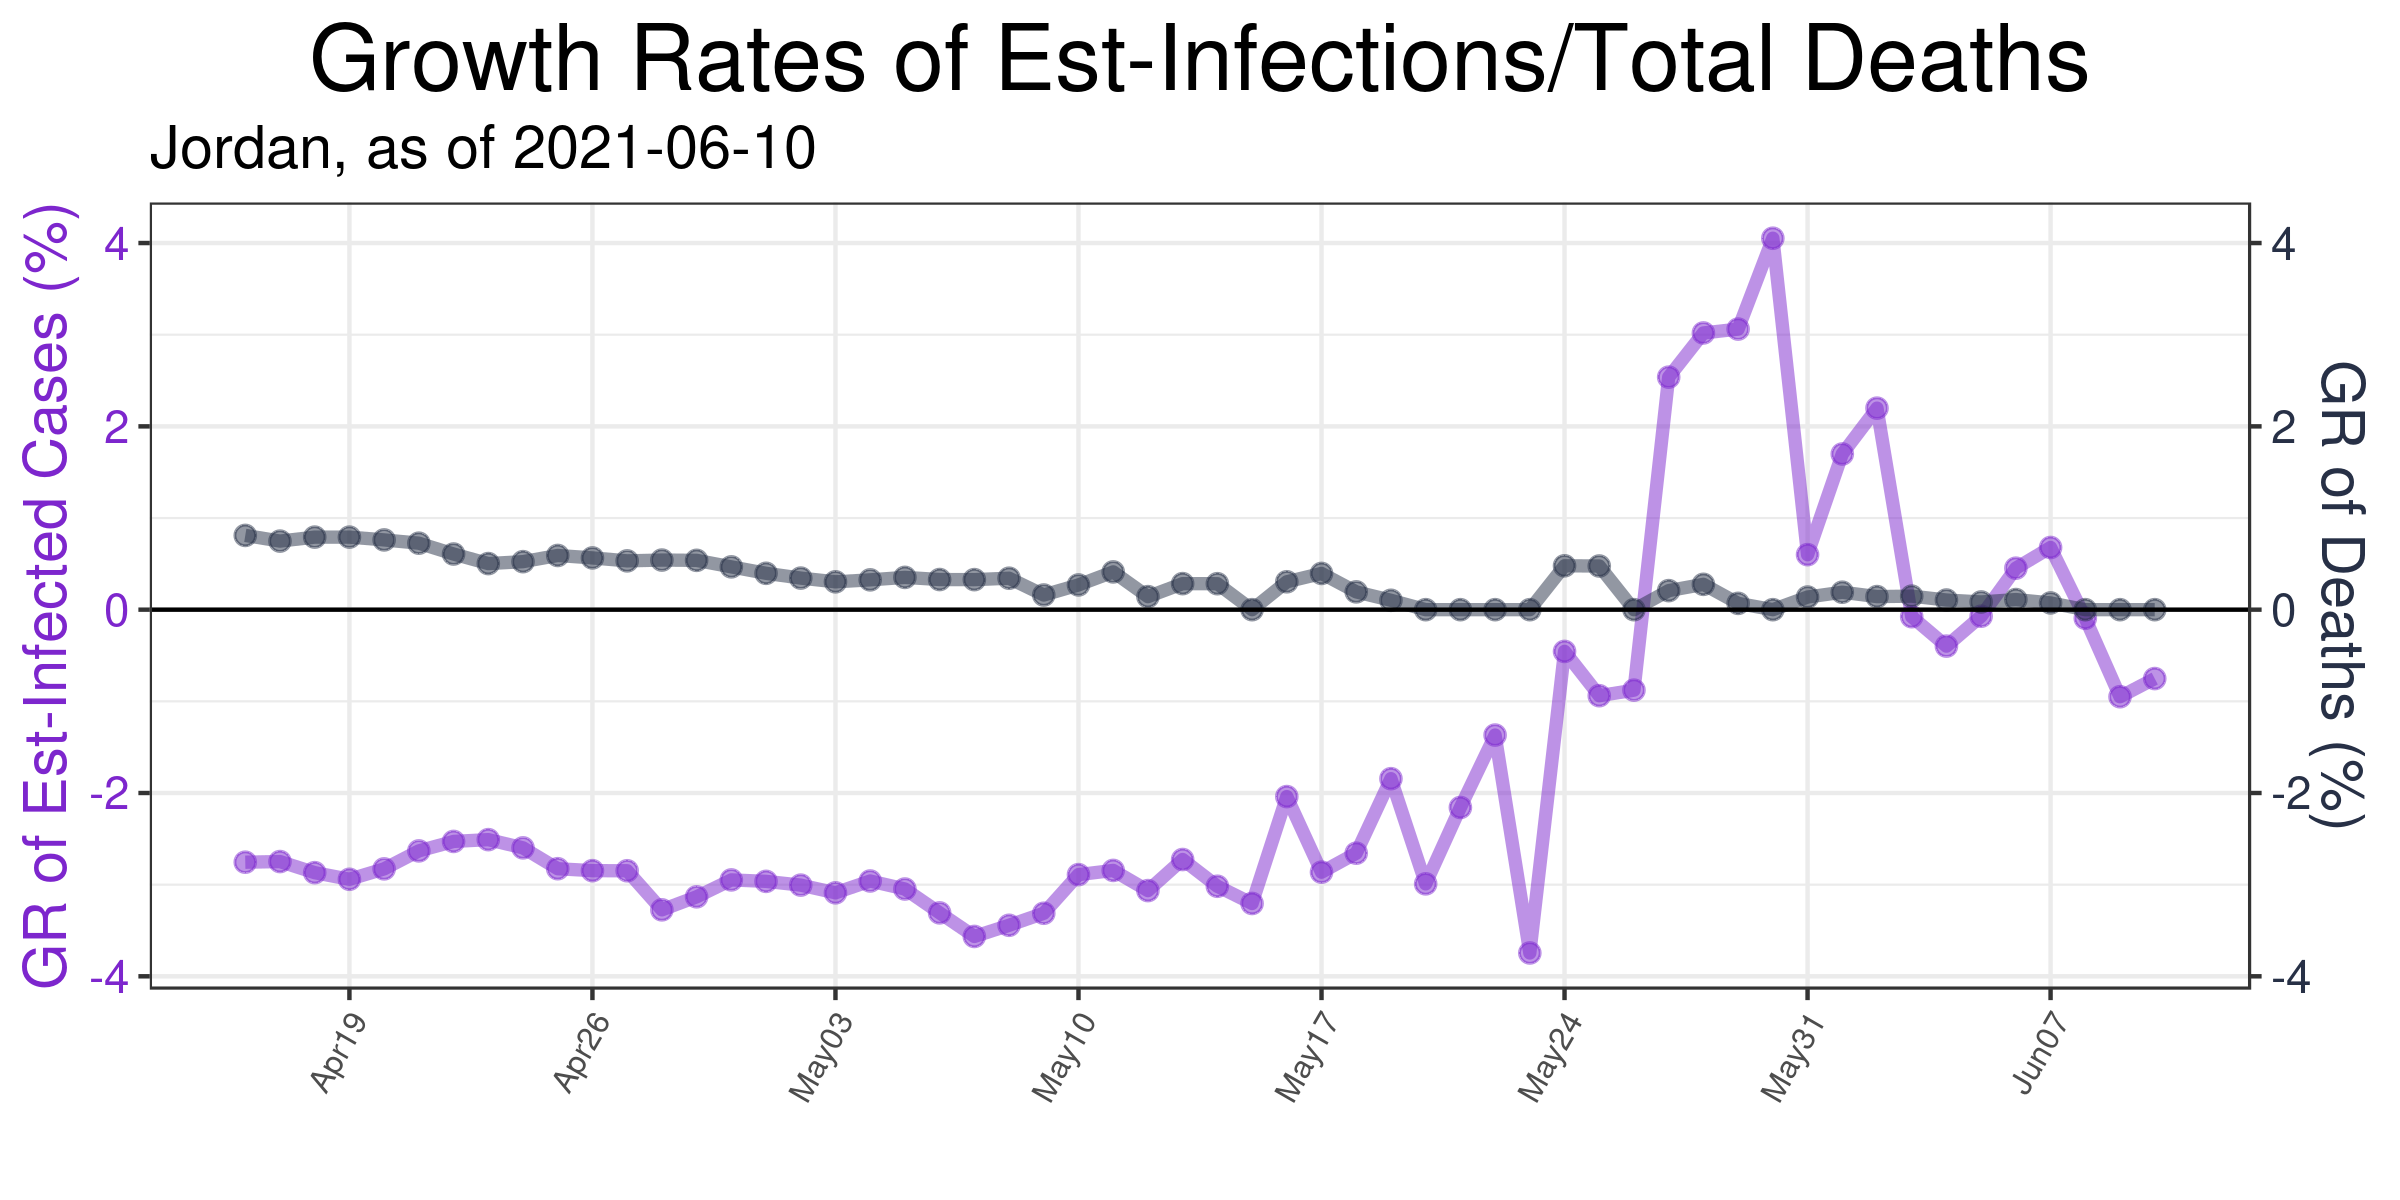 Growth Rates of Est-Infections/Total Deaths
Jordan, as of 2021-06-10
GR of Est-Infected Cases (%)
4
2
0
-2
-4
4
2
0
-2
-4
GR of Deaths (%)
Apr19
Apr26
May03
May10
May17
May24
May31
Jun07